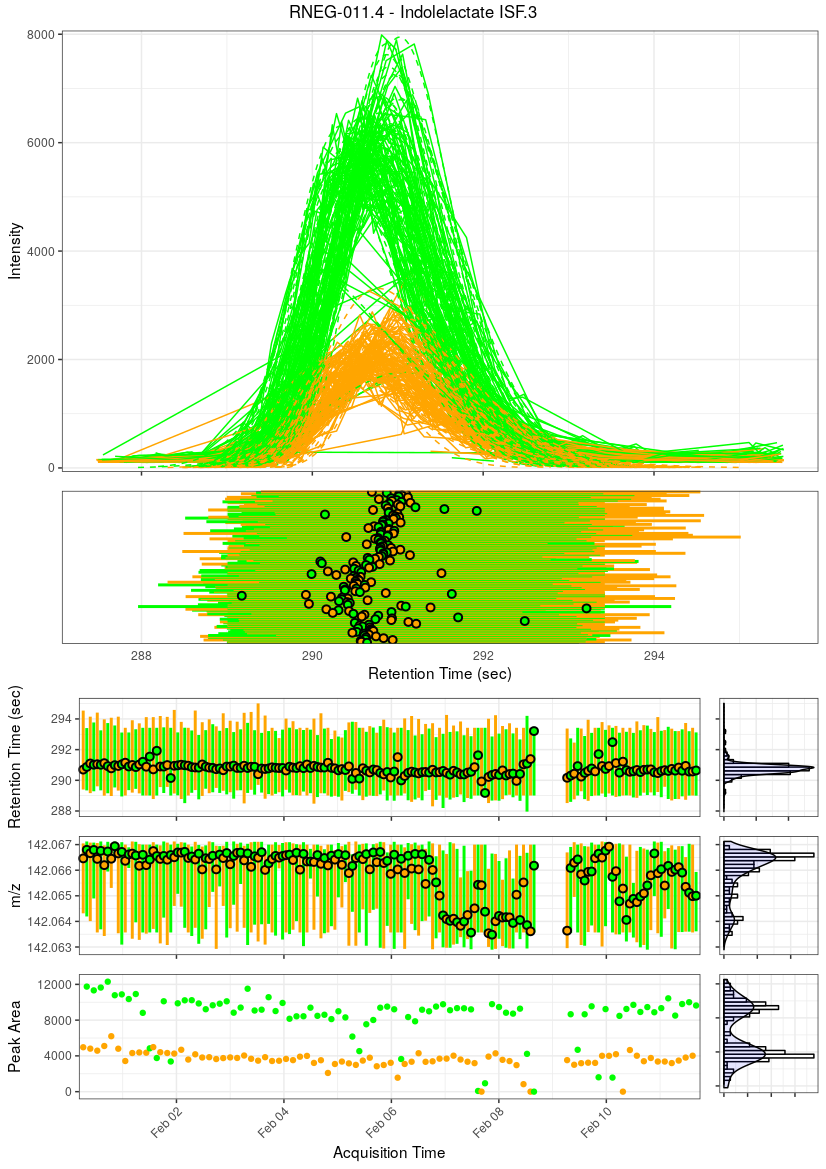 RNEG-011.4 - Indolelactate ISF.3
8000
6000
4000
2000
0
Intensity
288 290 292 294
Retention Time (sec)
294
292
290
288
Retention Time (sec)
142.067
142.066
142.065
142.064
142.063
m/z
12000
8000
4000
0
Peak Area
Feb 02 Feb 04 Feb 06 Feb 08 Feb 10
Acquisition Time